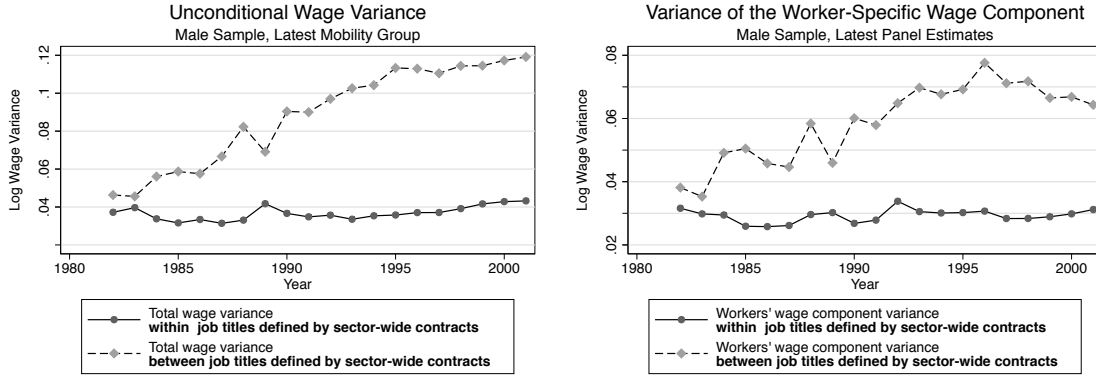 Unconditional Wage Variance
Male Sample, Latest Mobility Group
Log Wage Variance
.12
.1
.08
.06
.04
1980
1985
1990
1995
2000
Year
Total wage variance
within job titles defined by sector-wide contracts
Total wage variance
between job titles defined by sector-wide contracts
Variance of the Worker-Specific Wage Component
Male Sample, Latest Panel Estimates
Log Wage Variance
.08
.06
.04
.02
1980
1985
1990
1995
2000
Year
Workers' wage component variance
within job titles defined by sector-wide contracts
Workers' wage component variance
between job titles defined by sector-wide contracts